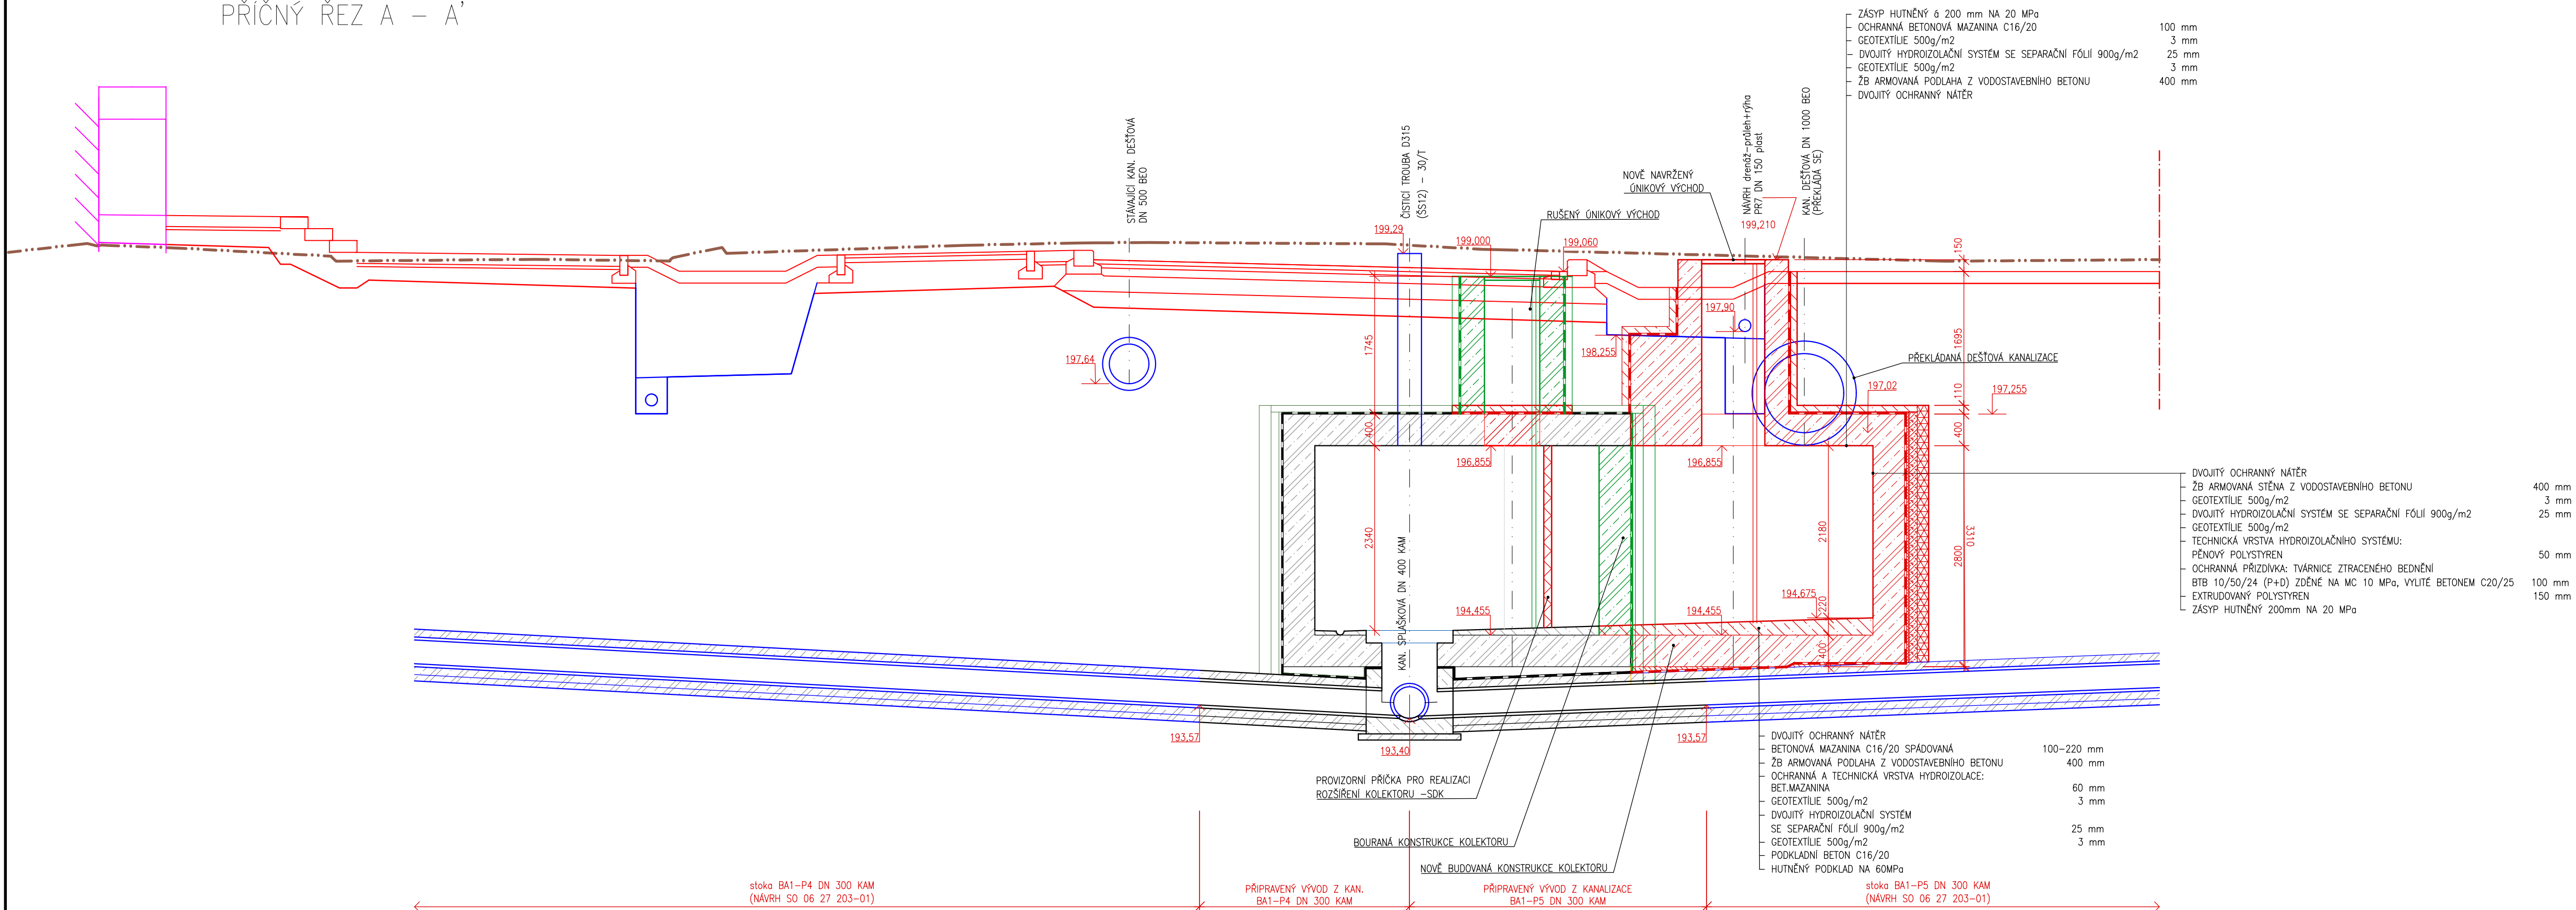 PŘÍČNÝ ŘEZ A – A'
ZÁSYP HUTNĚNÝ á 200 mm NA 20 MPa
OCHRANNÁ BETONOVÁ MAZANINA C16/20 100 mm
GEOTEXTÍLIE 500g/m2 3 mm
DVOJITÝ HYDROIZOLAČNÍ SYSTÉM SE SEPARAČNÍ FÓLIÍ 900g/m2 25 mm
GEOTEXTÍLIE 500g/m2 3 mm
ŽB ARMOVANÁ PODLAHA Z VODOSTAVEBNÍHO BETONU 400 mm
DVOJITÝ OCHRANNÝ NÁTĚR
STÁVAJÍCÍ KAN. DEŠŤOVÁ
DN 500 BEO
ČISTICÍ TROUBA D315
(ŠS12) – 30/T
NOVĚ NAVRŽENÝ
ÚNIKOVÝ VÝCHOD
RUŠENÝ ÚNIKOVÝ VÝCHOD
NÁVRH drenáž-průleh+rýha
PR7 DN 150 plast
KAN. DEŠŤOVÁ DN 1000 BEO
(PŘEKLÁDÁ SE)
199,29
199,000
199,060
199,210
150
197,64
1745
198,255
197,90
1695
PŘEKLÁDANÁ DEŠŤOVÁ KANALIZACE
197,02
110
197,255
400
400
196,855
196,855
2340
2180
2800
3310
KAN. SPLAŠKOVÁ DN 400 KAM
194,455
194,455
194,675
220
400
DVOJITÝ OCHRANNÝ NÁTĚR
ŽB ARMOVANÁ STĚNA Z VODOSTAVEBNÍHO BETONU 400 mm
GEOTEXTÍLIE 500g/m2 3 mm
DVOJITÝ HYDROIZOLAČNÍ SYSTÉM SE SEPARAČNÍ FÓLIÍ 900g/m2 25 mm
GEOTEXTÍLIE 500g/m2
TECHNICKÁ VRSTVA HYDROIZOLAČNÍHO SYSTÉMU:
PĚNOVÝ POLYSTYREN 50 mm
OCHRANNÁ PŘIZDÍVKA: TVÁRNICE ZTRACENÉHO BEDNĚNÍ
BTB 10/50/24 (P+D) ZDĚNÉ NA MC 10 MPa, VYLITÉ BETONEM C20/25 100 mm
EXTRUDOVANÝ POLYSTYREN 150 mm
ZÁSYP HUTNĚNÝ 200mm NA 20 MPa
193,57
193,40
193,57
PROVIZORNÍ PŘÍČKA PRO REALIZACI
ROZŠÍŘENÍ KOLEKTORU –SDK
BOURANÁ KONSTRUKCE KOLEKTORU
NOVĚ BUDOVANÁ KONSTRUKCE KOLEKTORU
DVOJITÝ OCHRANNÝ NÁTĚR
BETONOVÁ MAZANINA C16/20 SPÁDOVANÁ 100–220 mm
ŽB ARMOVANÁ PODLAHA Z VODOSTAVEBNÍHO BETONU 400 mm
OCHRANNÁ A TECHNICKÁ VRSTVA HYDROIZOLACE:
BET.MAZANINA 60 mm
GEOTEXTÍLIE 500g/m2 3 mm
DVOJITÝ HYDROIZOLAČNÍ SYSTÉM
SE SEPARAČNÍ FÓLIÍ 900g/m2 25 mm
GEOTEXTÍLIE 500g/m2 3 mm
PODKLADNÍ BETON C16/20
HUTNĚNÝ PODKLAD NA 60MPa
stoka BA1–P4 DN 300 KAM
(NÁVRH SO 06 27 203–01)
PŘIPRAVENÝ VÝVOD Z KAN.
BA1–P4 DN 300 KAM
PŘIPRAVENÝ VÝVOD Z KANALIZACE
BA1–P5 DN 300 KAM
stoka BA1–P5 DN 300 KAM
(NÁVRH SO 06 27 203–01)